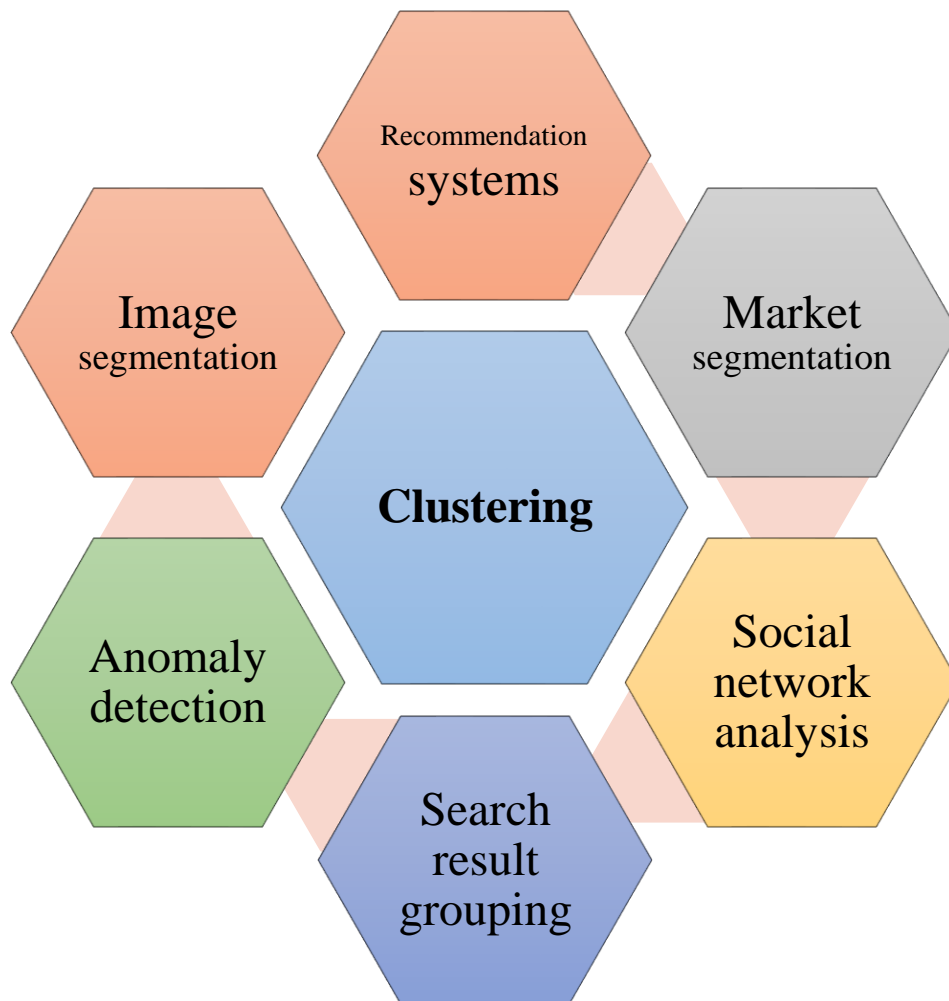 Recommendation
systems
Image
segmentation
Market
segmentation
Clustering
Anomaly
detection
Social
network
analysis
Search
result
grouping